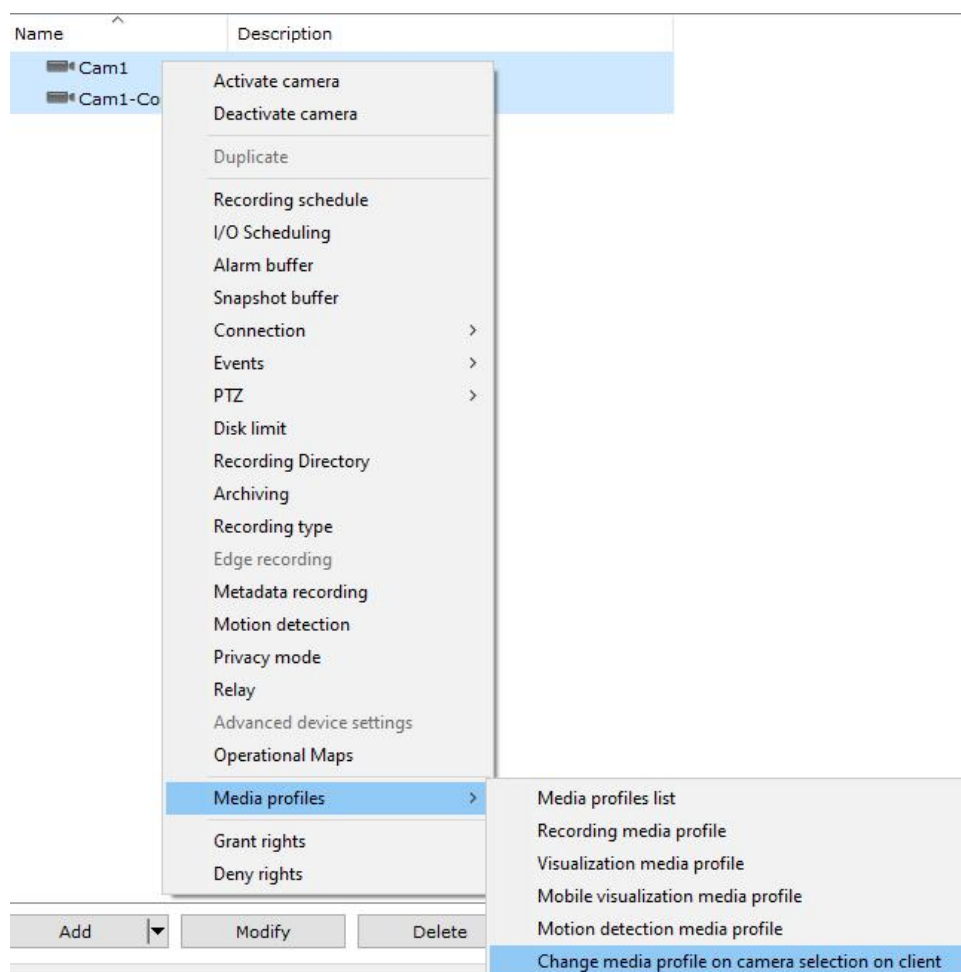 Name Description
Cam1
Cam1-Co
Activate camera
Deactivate camera
Duplicate
Recording schedule
I/O Scheduling
Alarm buffer
Snapshot buffer
Connection
Events
PTZ
Disk limit
Recording Directory
Archiving
Recording type
Edge recording
Metadata recording
Motion detection
Privacy mode
Relay
Advanced device settings
Operational Maps
Media profiles
Grant rights
Deny rights
Media profiles list
Recording media profile
Visualization media profile
Mobile visualization media profile
Motion detection media profile
Change media profile on camera selection on client
Add Modify Delete